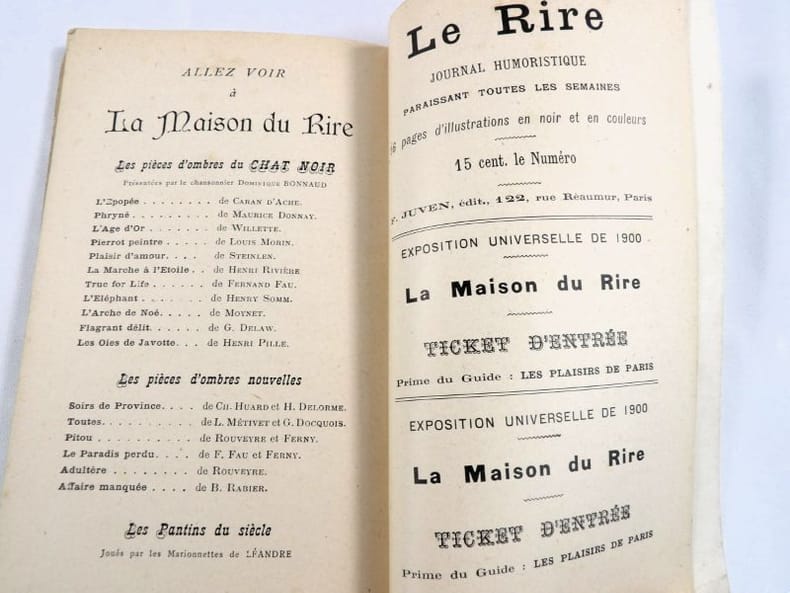 ALLEZ VOIR
à
La Maison du Rire
Les pièces d'ombres du CHAT NOIR
Présentées par le chansonnier DOMINIQUE BONNAUD
L'Epopée . . . . . . . . de CARAN D'ACHE.
Phryné . . . . . . . . . de MAURICE DONNAY.
L'Age d'Or . . . . . . . de WILLETTE.
Pierrot peintre . . . . . de LOUIS MORIN.
Plaisir d'amour. . . . . de STEINLEN.
La Marche à l'Etoile . . de HENRI RIVIÈRE
True for Life . . . . . . de FERNAND FAU.
L'Eléphant . . . . . . . de HENRY SOMM.
L'Arche de Noé. . . . . de MOYNET.
Flagrant délit. . . . . . de G. DELAW.
Les Oies de Javotte. . . de HENRI PILLE.
Les pièces d'ombres nouvelles
Soirs de Province. . . . de CH. HUARD et H. DELORME.
Toutes. . . . . . . . . . de L. MÉTIVET et G. DOCQUOIS.
Pitou . . . . . . . . . . de ROUVEYRE et FERNY.
Le Paradis perdu. . . . de F. FAU et FERNY.
Adultère . . . . . . . . de ROUVEYRE.
Affaire manquée . . . . de B. RABIER.
Les Pantins du siècle
Joués par les Marionnettes de LÉANDRE
Le Rire
JOURNAL HUMORISTIQUE
PARAISSANT TOUTES LES SEMAINES
pages d'illustrations en noir et en couleurs
15 cent. le Numéro
F. JUVEN, édit., 122, rue Réaumur, Paris
EXPOSITION UNIVERSELLE DE 1900
La Maison du Rire
TICKET D'ENTRÉE
Prime du Guide : LES PLAISIRS DE PARIS
EXPOSITION UNIVERSELLE DE 1900
La Maison du Rire
TICKET D'ENTRÉE
Prime du Guide : LES PLAISIRS DE PARIS